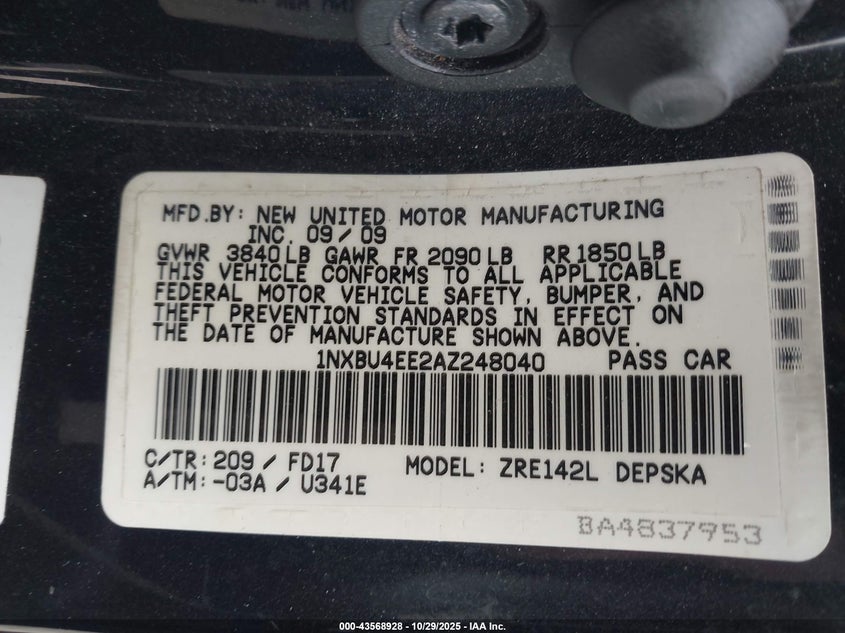 MFD.BY: NEW UNITED MOTOR MANUFACTURING
INC. 09/09
GVWR 3840 LB GAWR FR 2090 LB RR 1850 LB
THIS VEHICLE CONFORMS TO ALL APPLICABLE
FEDERAL MOTOR VEHICLE SAFETY, BUMPER, AND
THEFT PREVENTION STANDARDS IN EFFECT ON
THE DATE OF MANUFACTURE SHOWN ABOVE.
1NXBU4EE2AZ248040 PASS CAR
C/TR: 209 / FD17 MODEL: ZRE142L DEPSKA
A/TM: -03A / U341E
BA4837953
000-43568928 - 10/29/2025 - IAA Inc.